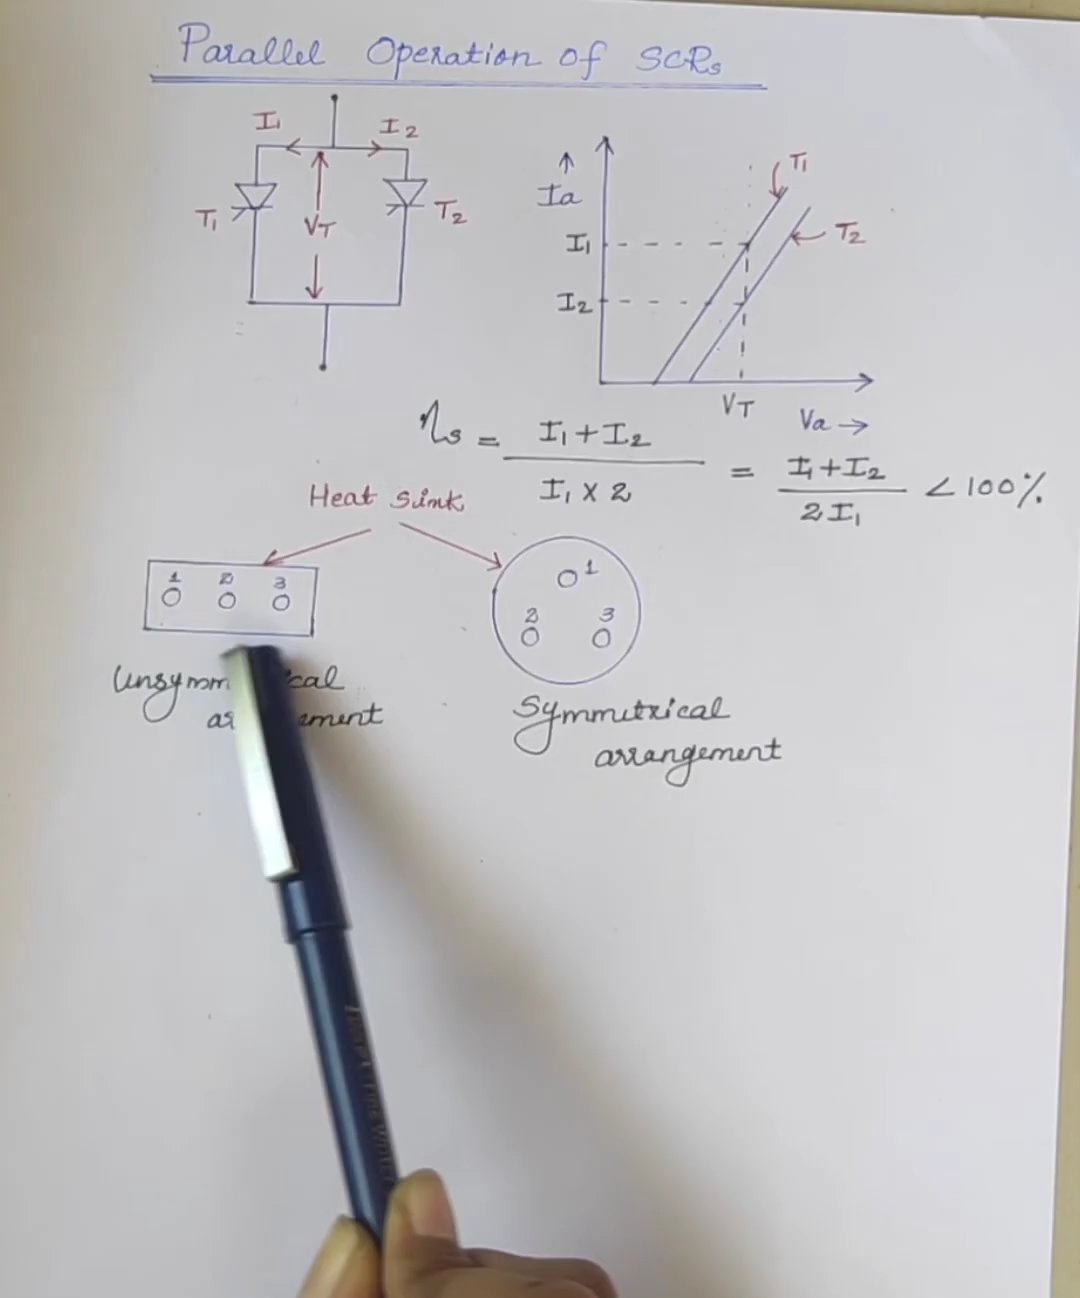 Parallel Operation of SCRs
I1 I2
T1 VT T2
Ia
I1
I2
T1
T2
VT Va →
ηs = I1+I2 / I1 × 2 = I1+I2 / 2I1 < 100%
Heat sink
1 2 3
1
2 3
arrangement
Symmetrical
arrangement